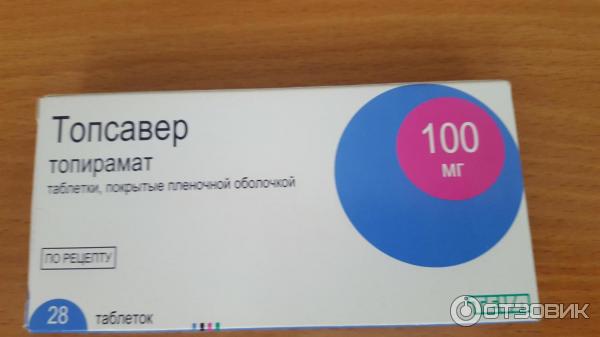 Топсавер
топирамат
таблетки, покрытые пленочной оболочкой
100
мг
ПО РЕЦЕПТУ
28 таблеток
ОТЗОВИК